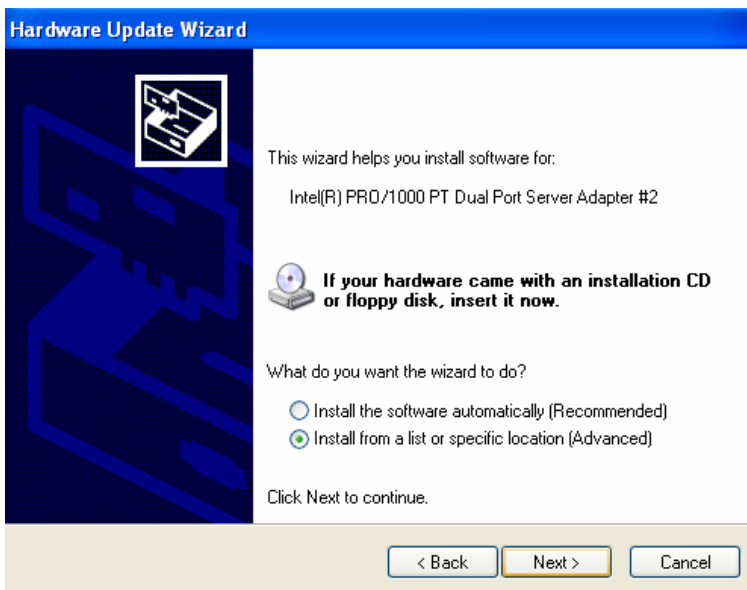 Hardware Update Wizard
This wizard helps you install software for:
Intel(R) PRO/1000 PT Dual Port Server Adapter #2
If your hardware came with an installation CD
or floppy disk, insert it now.
What do you want the wizard to do?
Install the software automatically (Recommended)
Install from a list or specific location (Advanced)
Click Next to continue.
< Back Next > Cancel